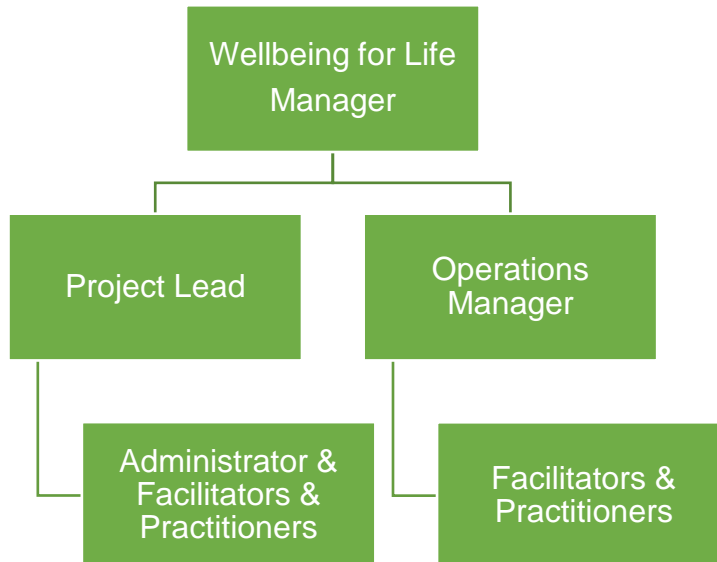 Wellbeing for Life
Manager
Project Lead
Operations
Manager
Administrator &
Facilitators &
Practitioners
Facilitators &
Practitioners